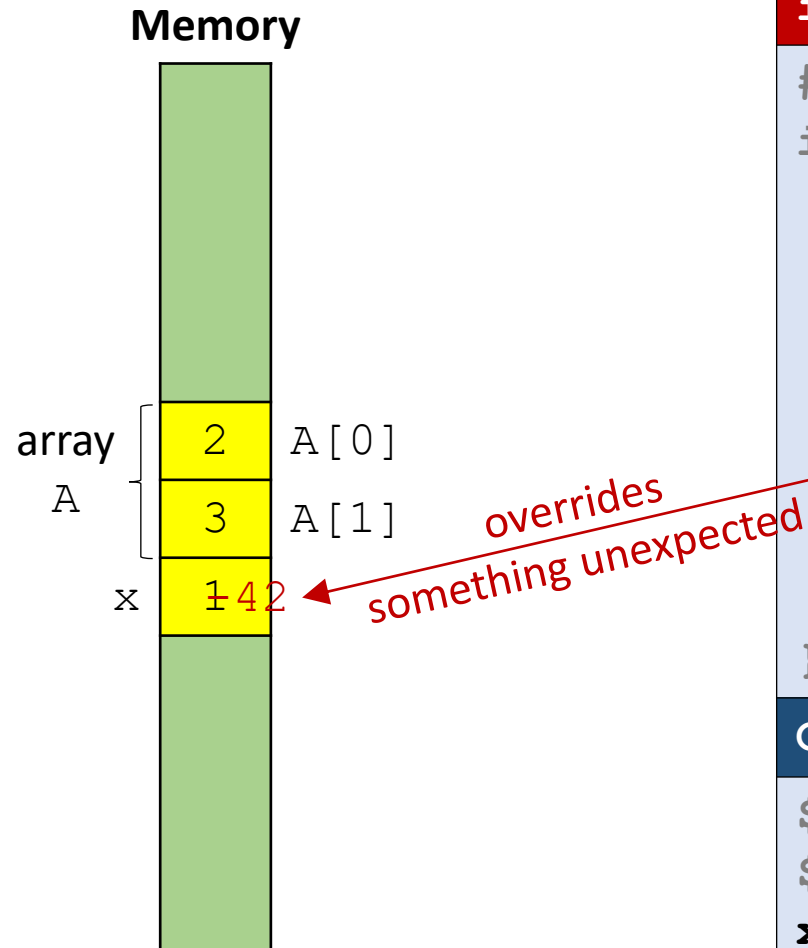 Memory
array
A
2
A[0]
3
A[1]
x
1 42
overrides
something unexpected
#
$
$